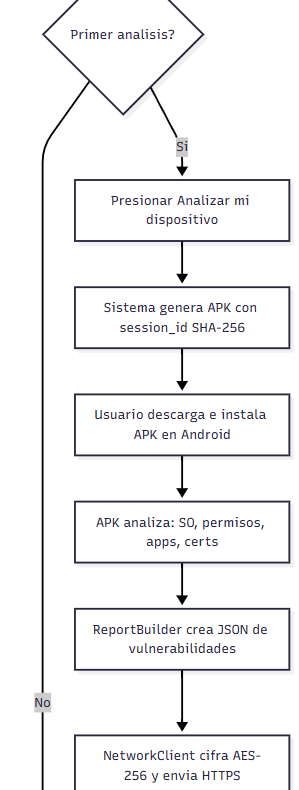 Primer analisis?
Si
Presionar Analizar mi
dispositivo
Sistema genera APK con
session_id SHA-256
Usuario descarga e instala
APK en Android
APK analiza: SO, permisos,
apps, certs
ReportBuilder crea JSON de
vulnerabilidades
No
NetworkClient cifra AES-
256 y envia HTTPS